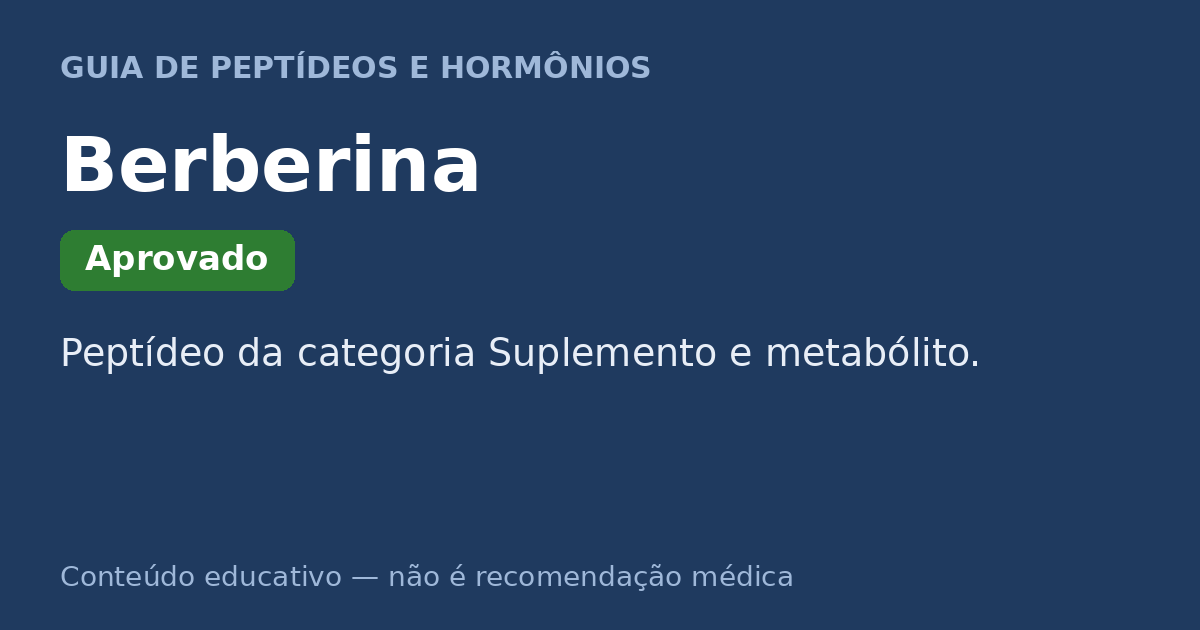 GUIA DE PEPTÍDEOS E HORMÔNIOS
Berberina
Aprovado
Peptídeo da categoria Suplemento e metabólito.
Conteúdo educativo — não é recomendação médica